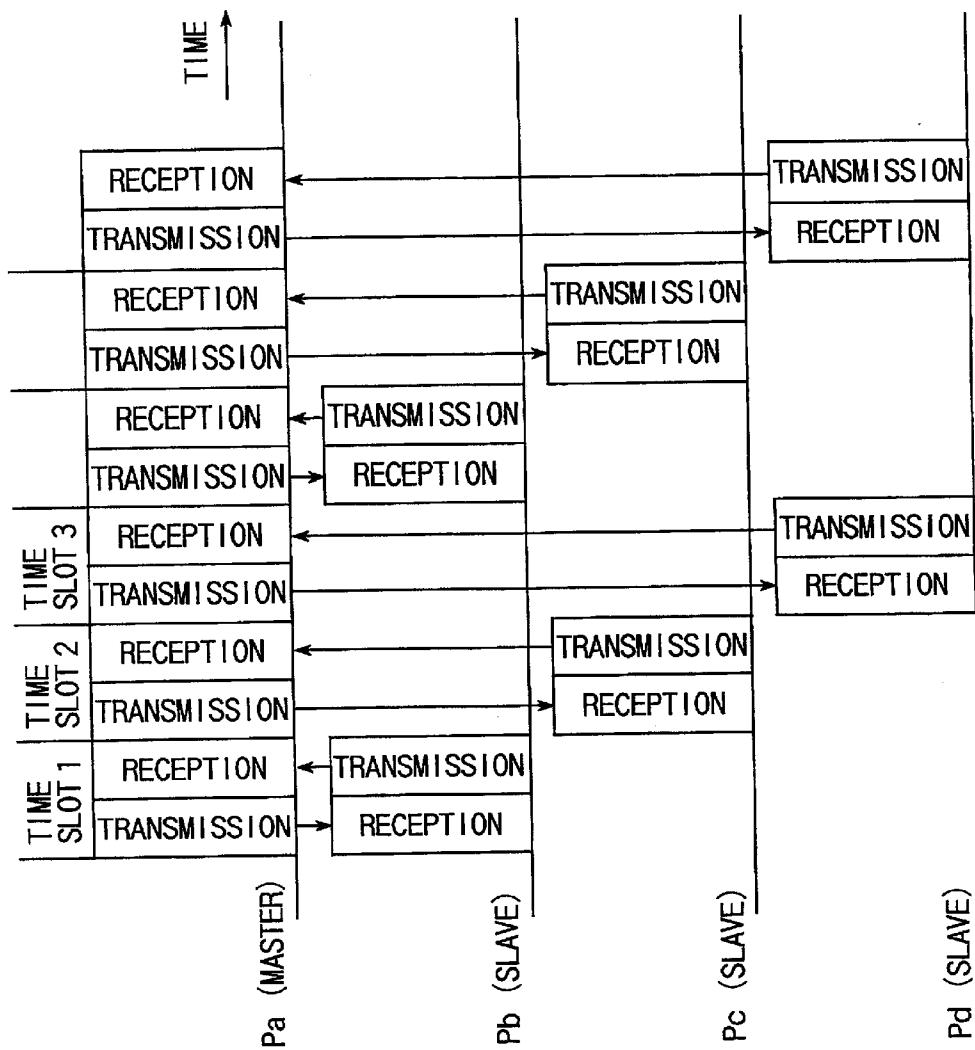 TIME
RECEPTION
TRANSMISSION
TRANSMISSION
RECEPTION
RECEPTION
TRANSMISSION
TRANSMISSION
RECEPTION
RECEPTION
TRANSMISSION
TRANSMISSION
RECEPTION
TIME
SLOT 3
RECEPTION
TRANSMISSION
TRANSMISSION
RECEPTION
TIME
SLOT 2
RECEPTION
TRANSMISSION
TRANSMISSION
RECEPTION
TIME
SLOT 1
RECEPTION
TRANSMISSION
TRANSMISSION
RECEPTION
Pa (MASTER)
Pb (SLAVE)
Pc (SLAVE)
Pd (SLAVE)